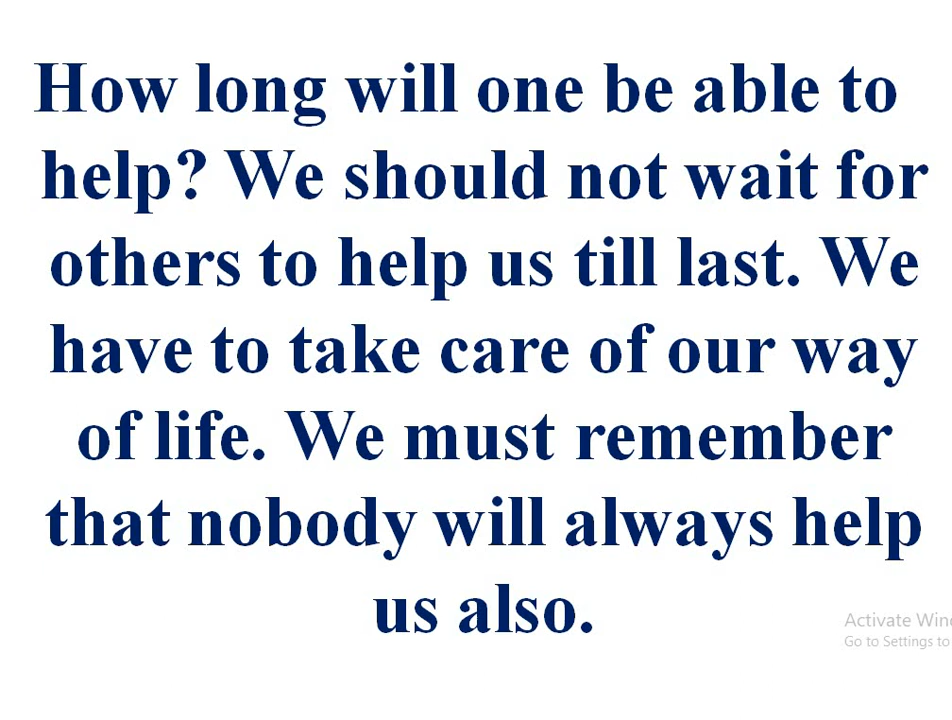 How long will one be able to
help? We should not wait for
others to help us till last. We
have to take care of our way
of life. We must remember
that nobody will always help
us also.
Activate
Go to Settings to